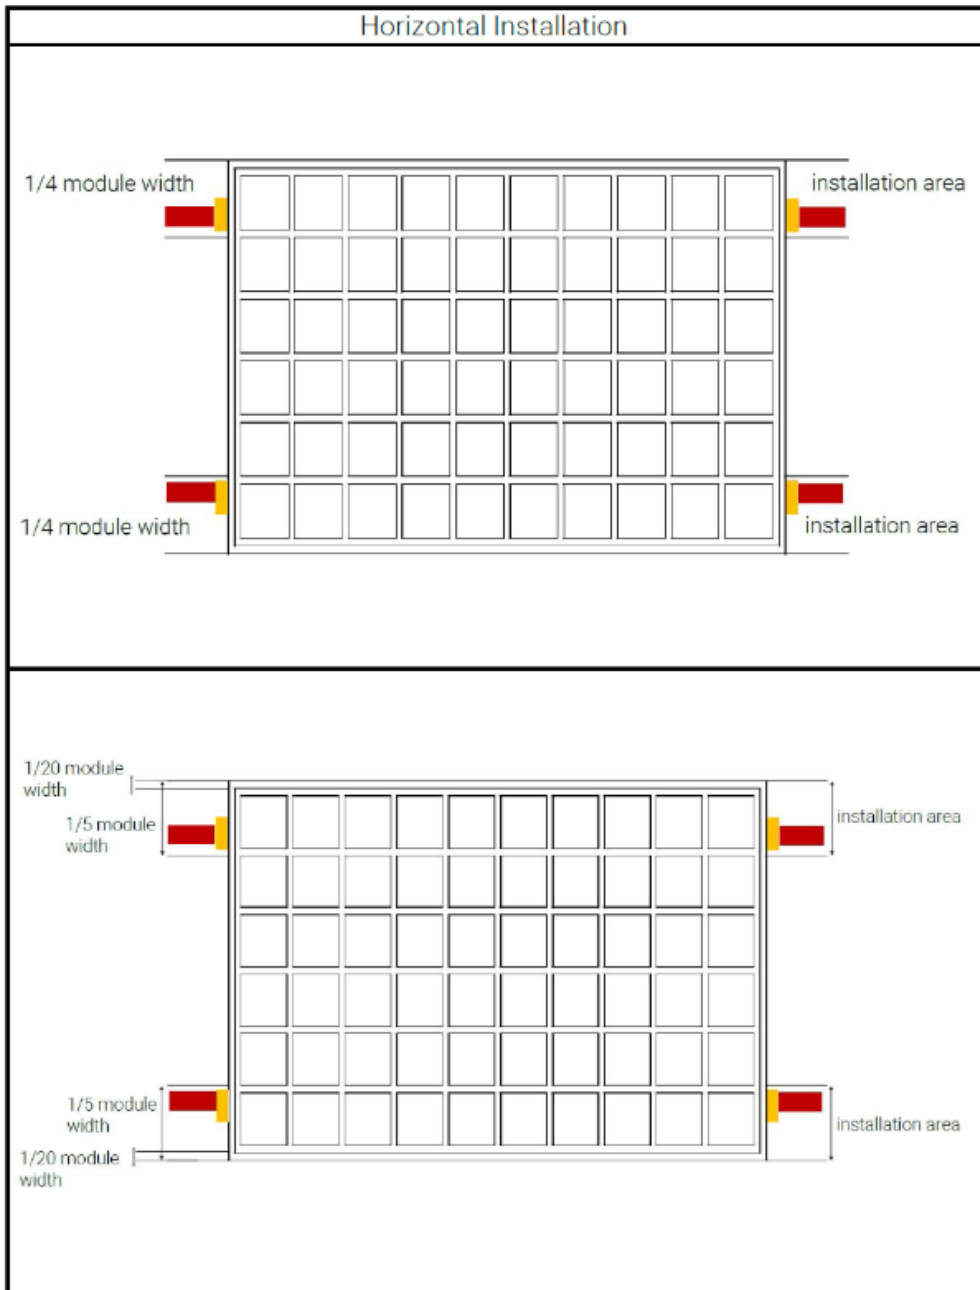 Horizontal Installation
1/4 module width
installation area
1/4 module width
installation area
1/20 module
width
1/5 module
width
installation area
1/5 module
width
installation area
1/20 module
width